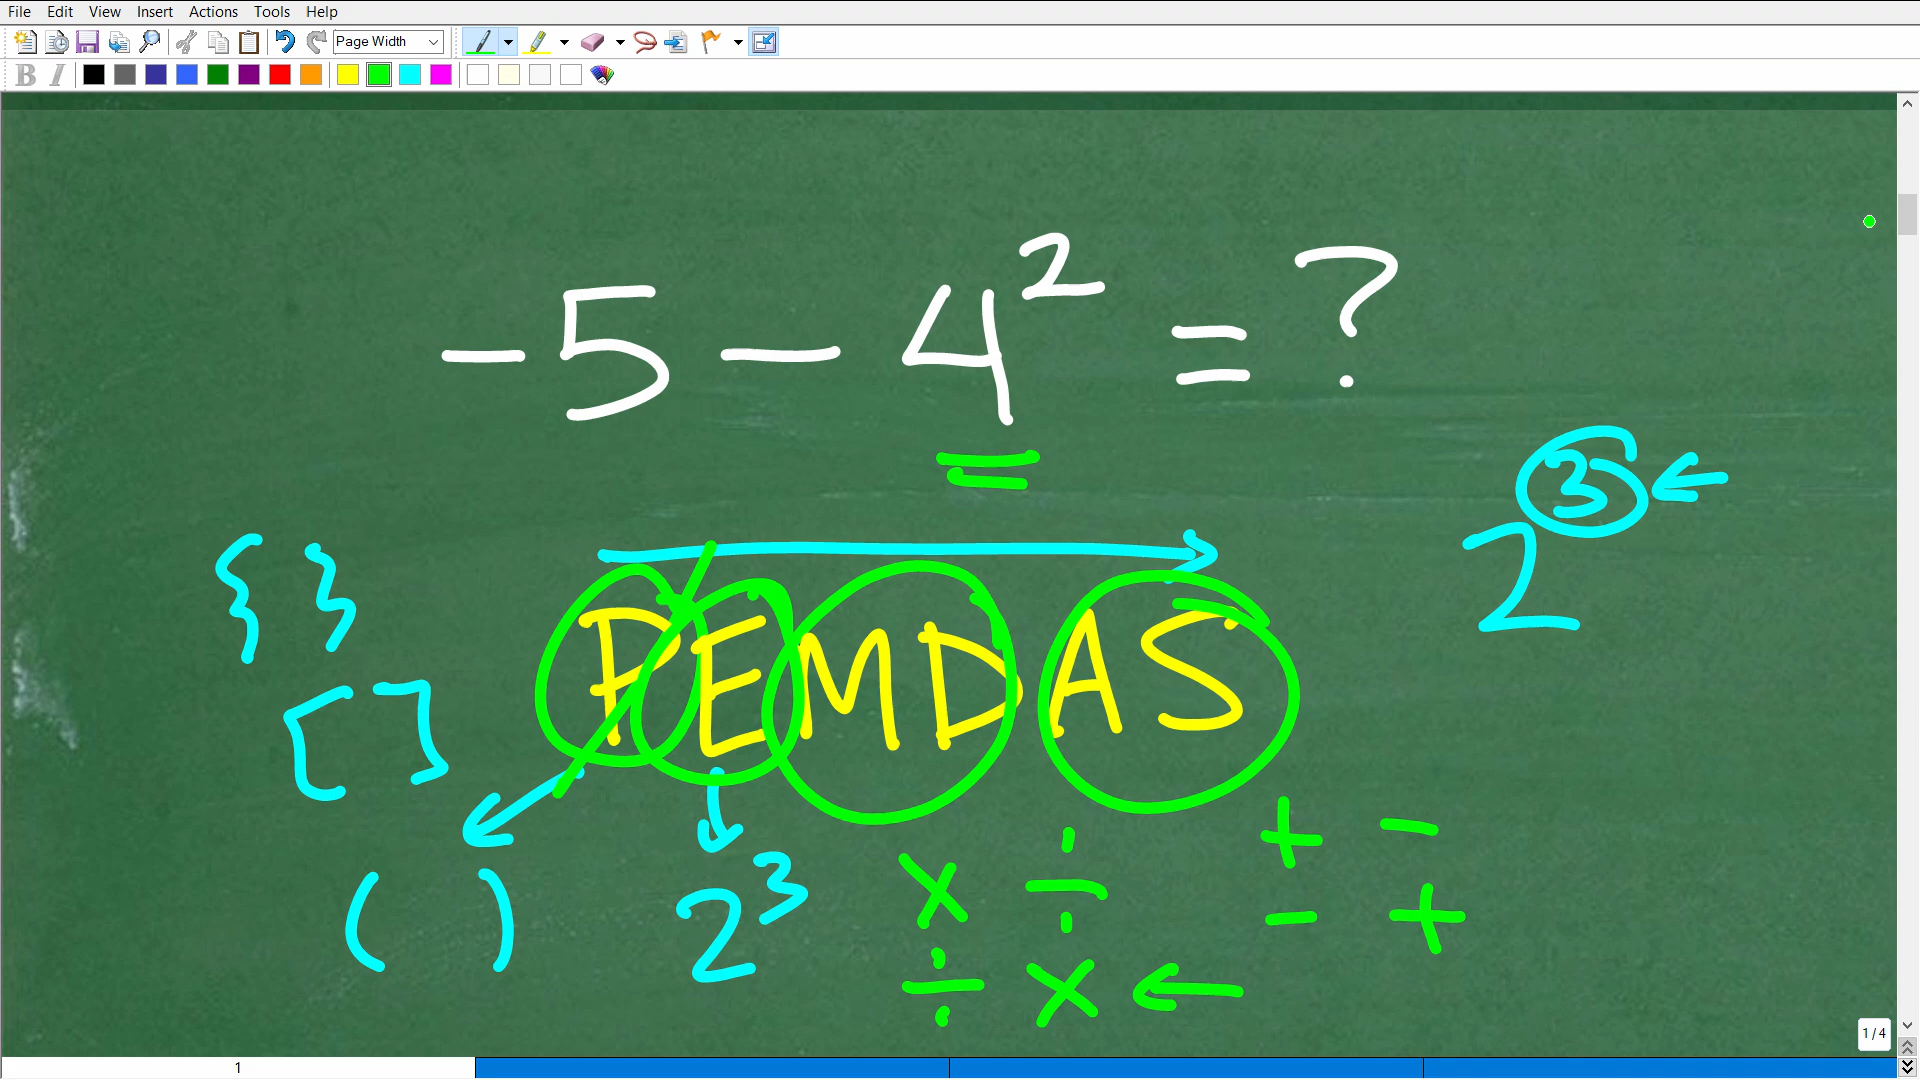 File Edit View Insert Actions Tools Help
Page Width
B I
-5 - 4² = ?
2³ ←
{ }
PEMDAS
[ ]
( )
2³
× ÷
÷ × ←
+ -
- +
1 / 4
1